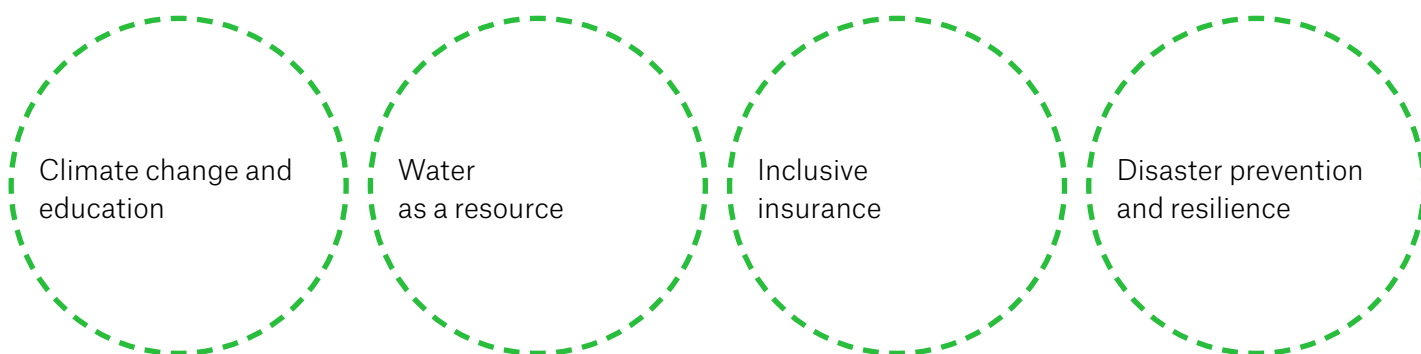 Climate change and
education
Water
as a resource
Inclusive
insurance
Disaster prevention
and resilience